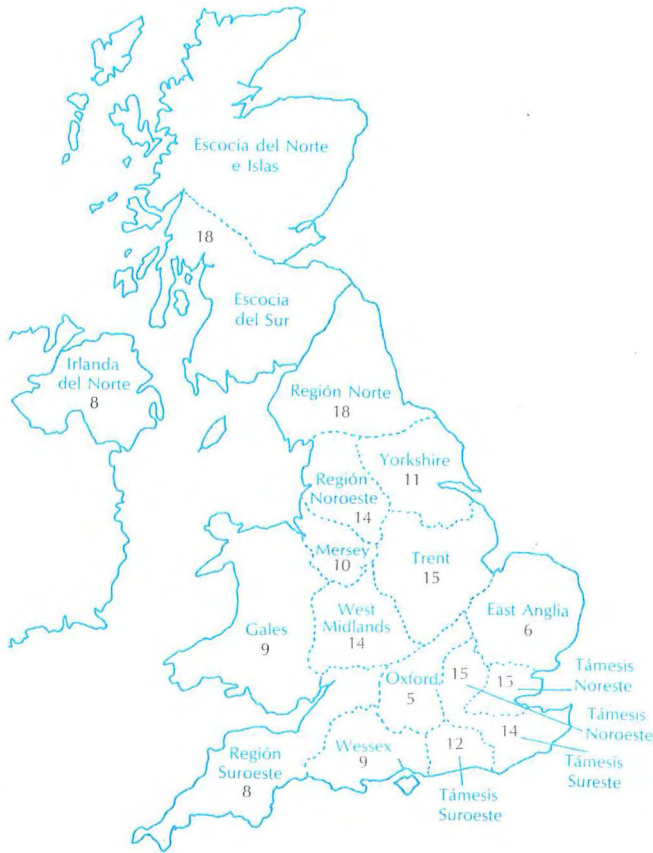 Escocia del Norte
e Islas
18
Escocia
del Sur
Irlanda
del Norte
8
Región Norte
18
Yorkshire
11
Región
Noroeste
14
Mersey
10
Trent
15
East Anglia
6
West
Midlands
14
Gales
9
Oxford
5
15
15
Támesis
Noreste
Támesis
Noroeste
14
Támesis
Sureste
12
Támesis
Suroeste
Wessex
9
Región
Suroeste
8